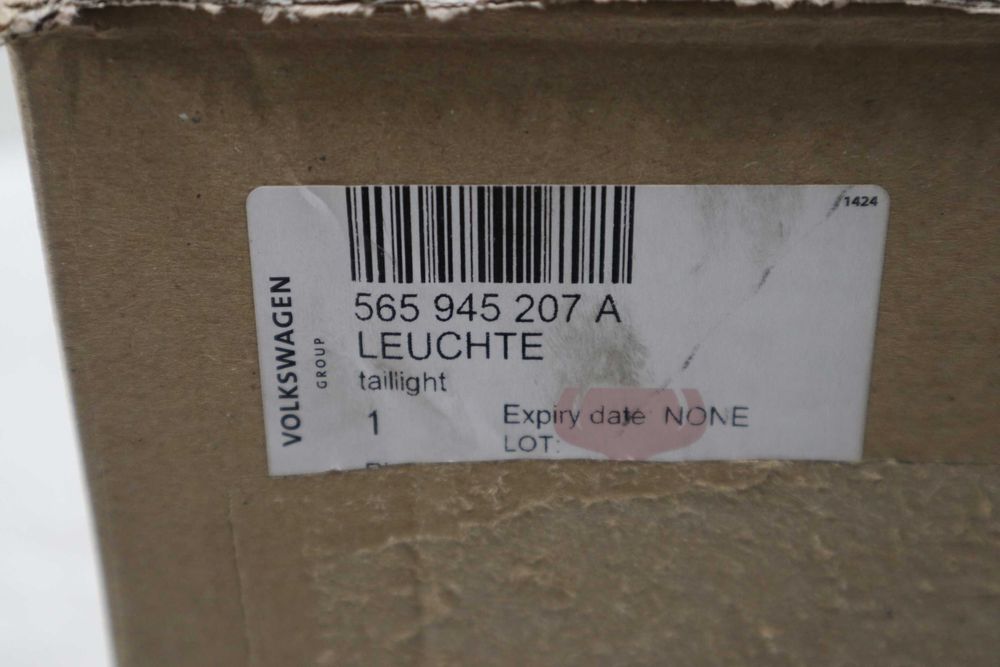 1424
565 945 207 A
LEUCHTE
taillight
1
Expiry date NONE
LOT:
VOLKSWAGEN
GROUP